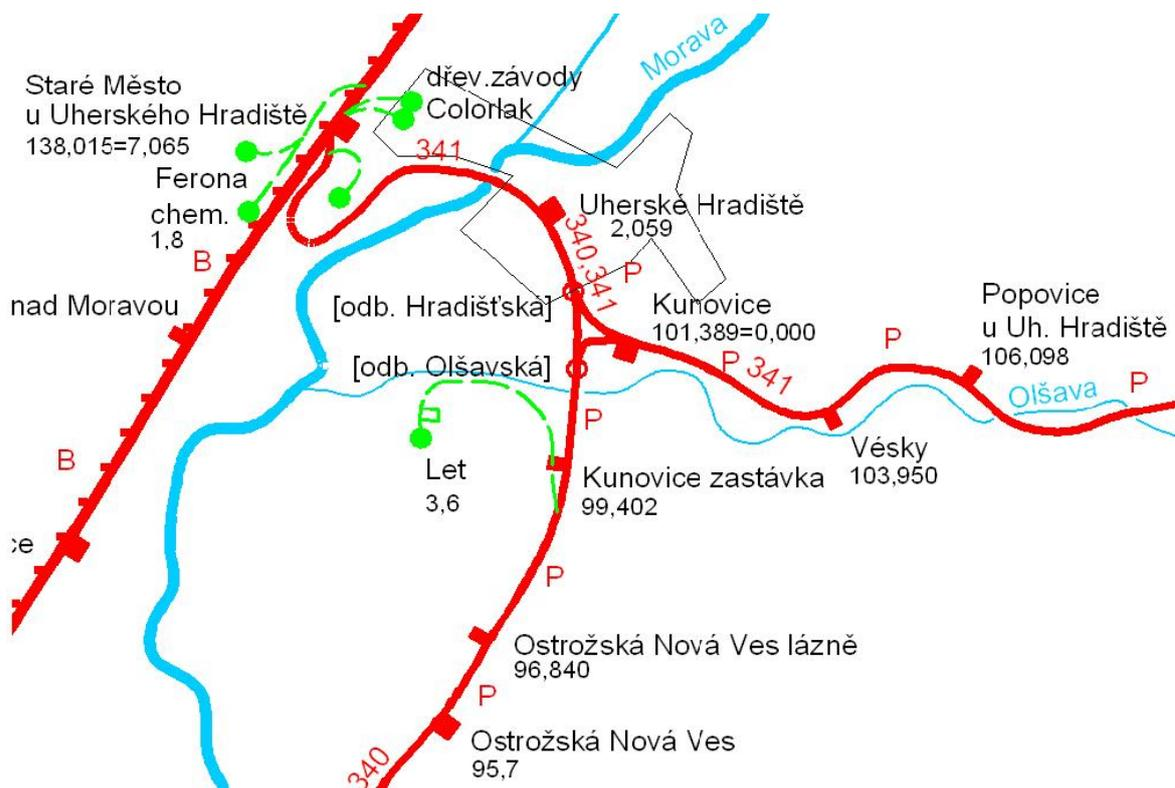 Morava
Staré Město
u Uherského Hradiště
138,015=7,065
dřev.závody
Colorlak
341
Ferona
chem.
1,8
B
Uherské Hradiště
2,059
340,341
P
nad Moravou
[odb. Hradišťská]
Kunovice
101,389=0,000
Popovice
u Uh. Hradiště
106,098
P
[odb. Olšavská]
P 341
Olšava
P
P
B
Let
3,6
Kunovice zastávka
99,402
Vésky
103,950
ce
P
Ostrožská Nová Ves lázně
96,840
P
Ostrožská Nová Ves
95,7
340